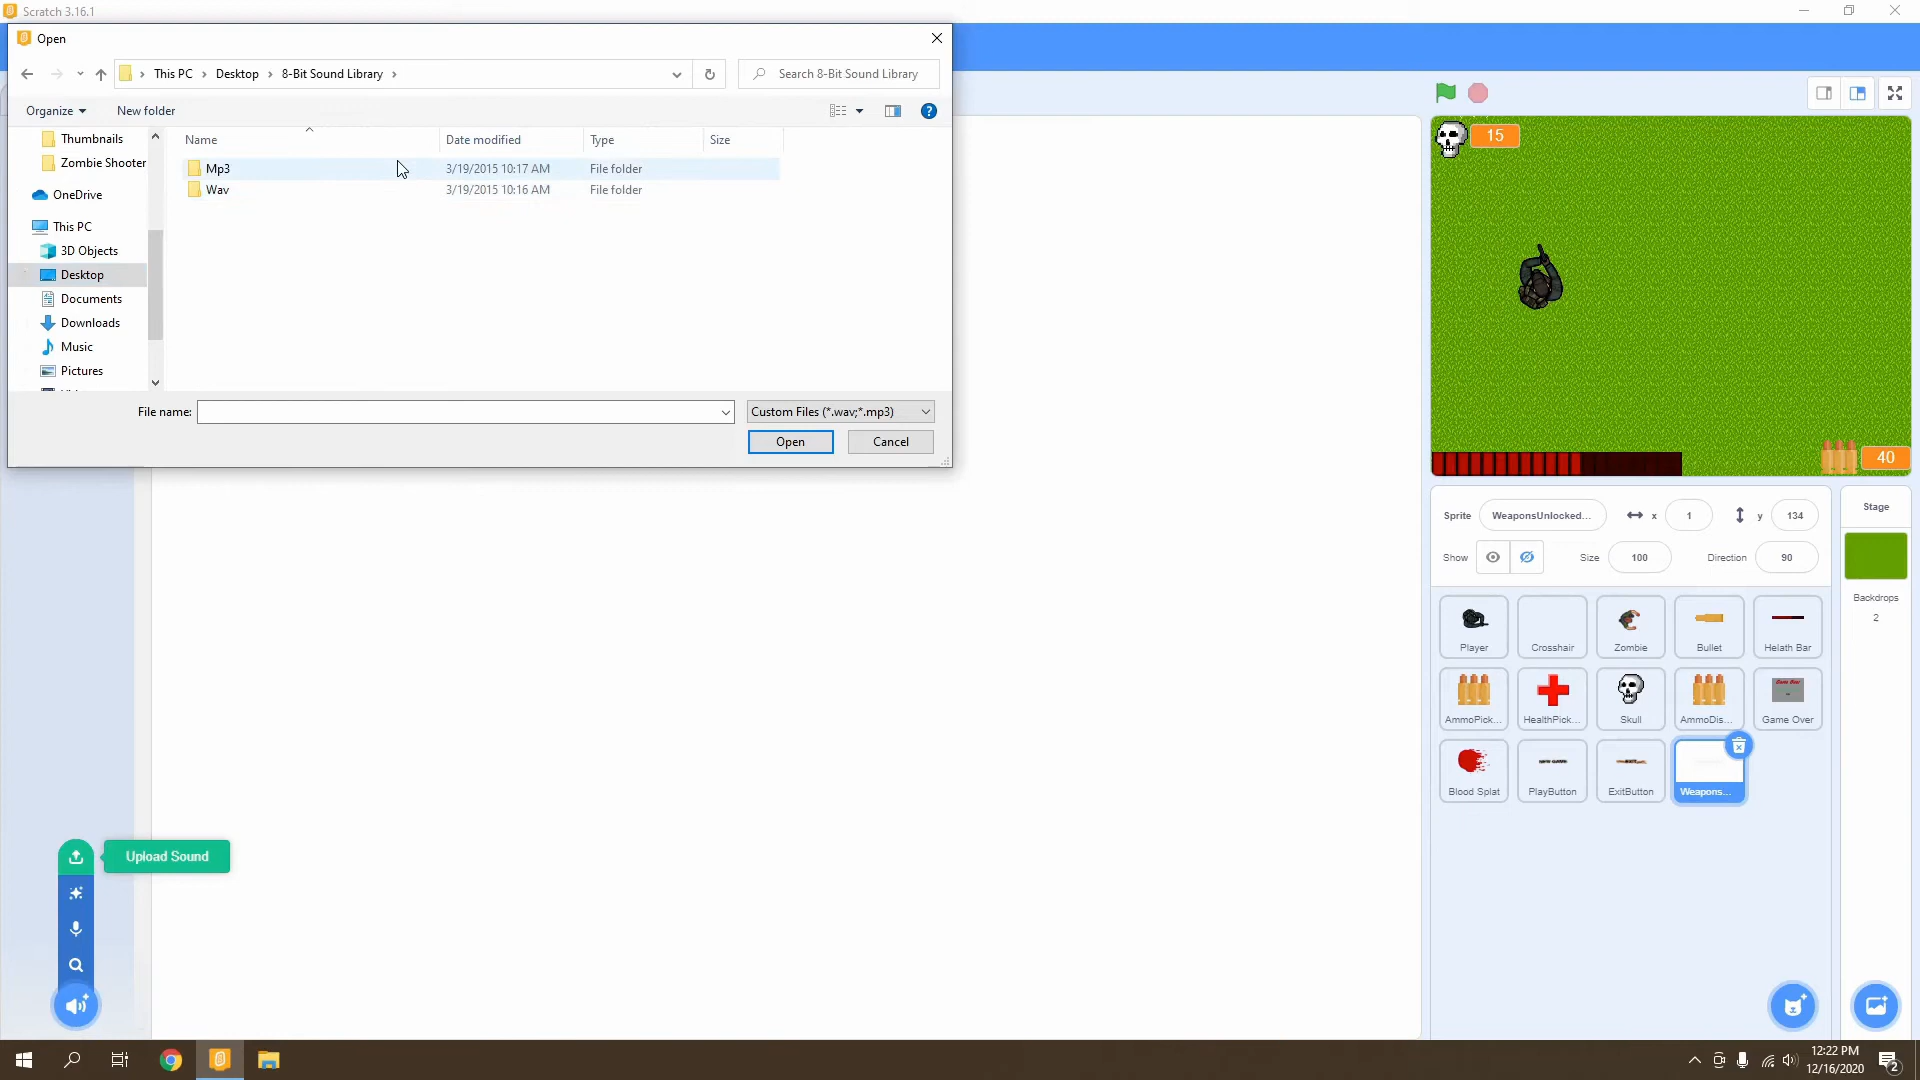 Scratch 3.16.1
Open
This PC
Desktop
8-Bit Sound Library
Search 8-Bit Sound Library
Organize
New folder
Thumbnails
Zombie Shooter
OneDrive
This PC
3D Objects
Desktop
Documents
Downloads
Music
Pictures
Name
Date modified
Type
Size
Mp3
3/19/2015 10:17 AM
File folder
Wav
3/19/2015 10:16 AM
File folder
File name:
Custom Files (*.wav;*.mp3)
Open
Cancel
15
40
Sprite
WeaponsUnlocked...
x
1
y
134
Show
Size
100
Direction
90
Stage
Backdrops
2
Player
Crosshair
Zombie
Bullet
Helath Bar
AmmoPick...
HealthPick...
Skull
AmmoDis...
Game Over
Blood Splat
PlayButton
ExitButton
Weapons...
Upload Sound
12:22 PM
12/16/2020
2